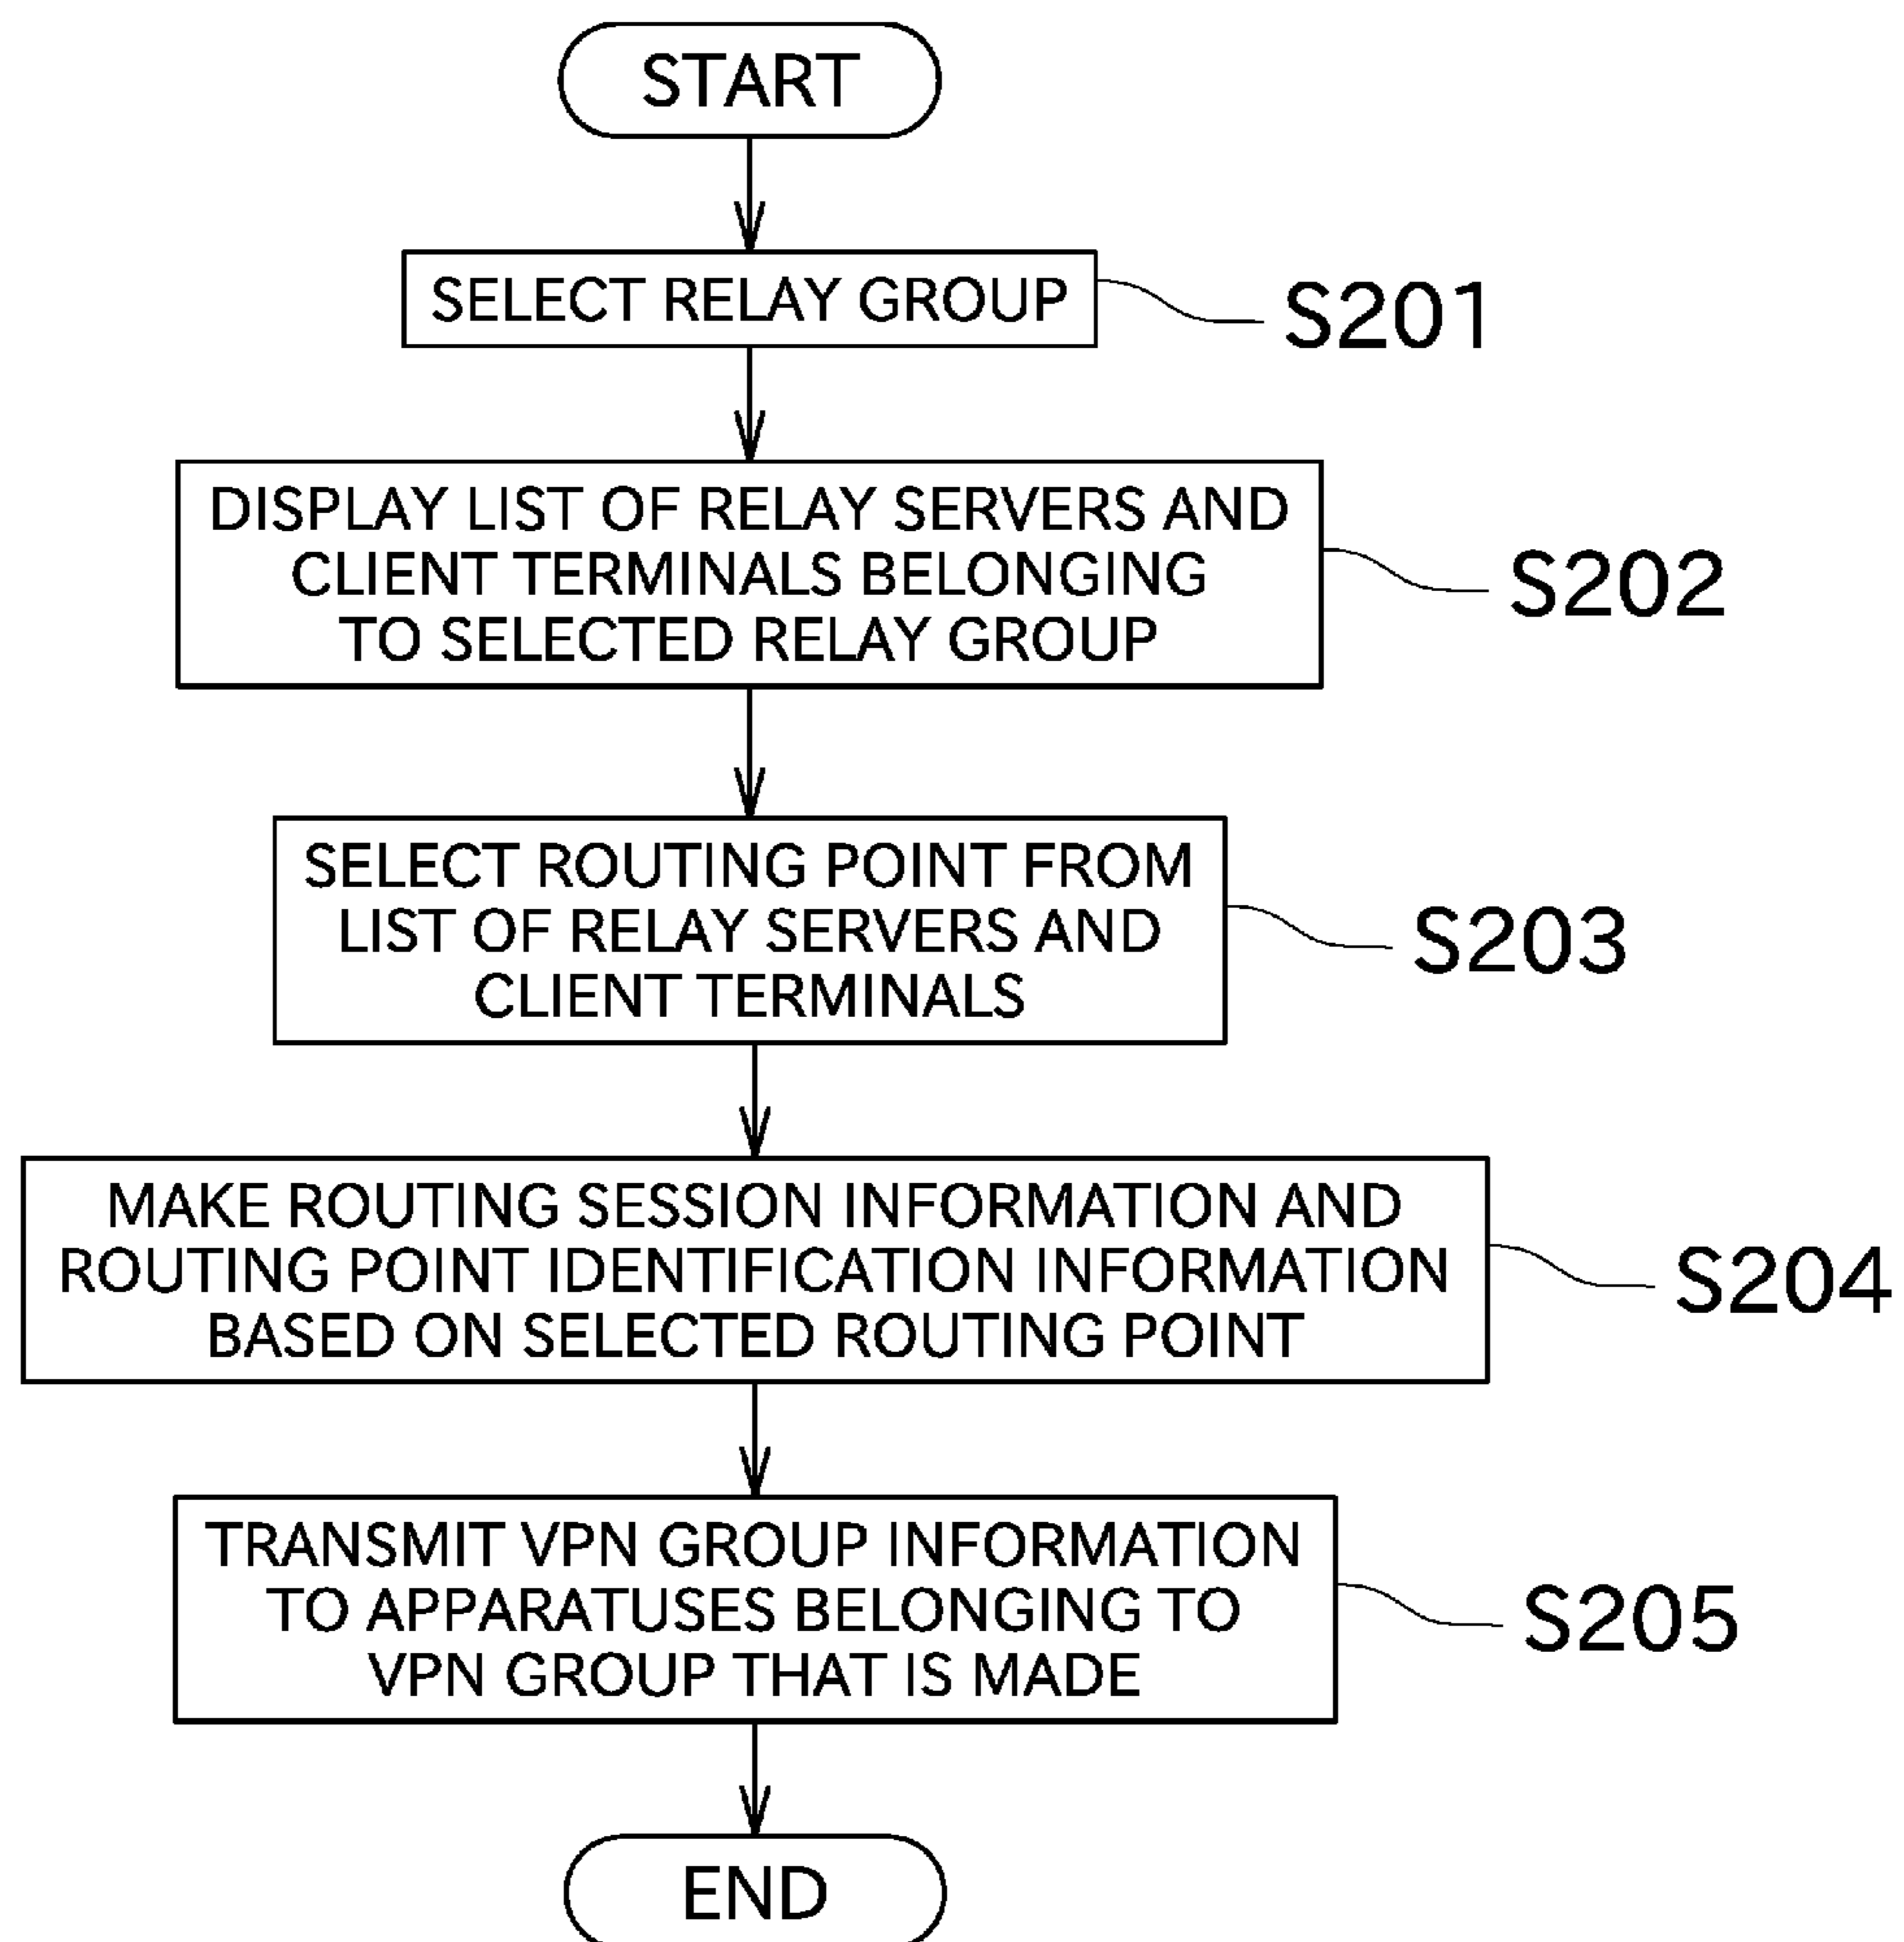 START
SELECT RELAY GROUP
S201
DISPLAY LIST OF RELAY SERVERS AND
CLIENT TERMINALS BELONGING
TO SELECTED RELAY GROUP
S202
SELECT ROUTING POINT FROM
LIST OF RELAY SERVERS AND
CLIENT TERMINALS
S203
MAKE ROUTING SESSION INFORMATION AND
ROUTING POINT IDENTIFICATION INFORMATION
BASED ON SELECTED ROUTING POINT
S204
TRANSMIT VPN GROUP INFORMATION
TO APPARATUSES BELONGING TO
VPN GROUP THAT IS MADE
S205
END